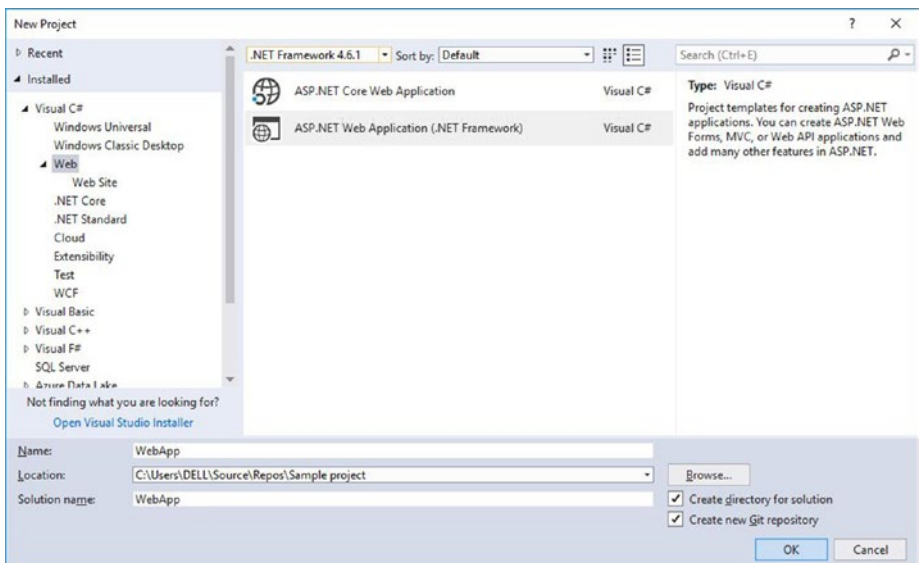 New Project
Recent
Installed
Visual C#
Windows Universal
Windows Classic Desktop
Web
Web Site
.NET Core
.NET Standard
Cloud
Extensibility
Test
WCF
Visual Basic
Visual C++
Visual F#
SQL Server
Azure Data Lake
Not finding what you are looking for?
Open Visual Studio Installer
.NET Framework 4.6.1 Sort by: Default
ASP.NET Core Web Application Visual C#
ASP.NET Web Application (.NET Framework) Visual C#
Search (Ctrl+E)
Type: Visual C#
Project templates for creating ASP.NET
applications. You can create ASP.NET Web
Forms, MVC, or Web API applications and
add many other features in ASP.NET.
Name: WebApp
Location: C:\Users\DELL\Source\Repos\Sample project
Browse...
Solution name: WebApp
Create directory for solution
Create new Git repository
OK Cancel